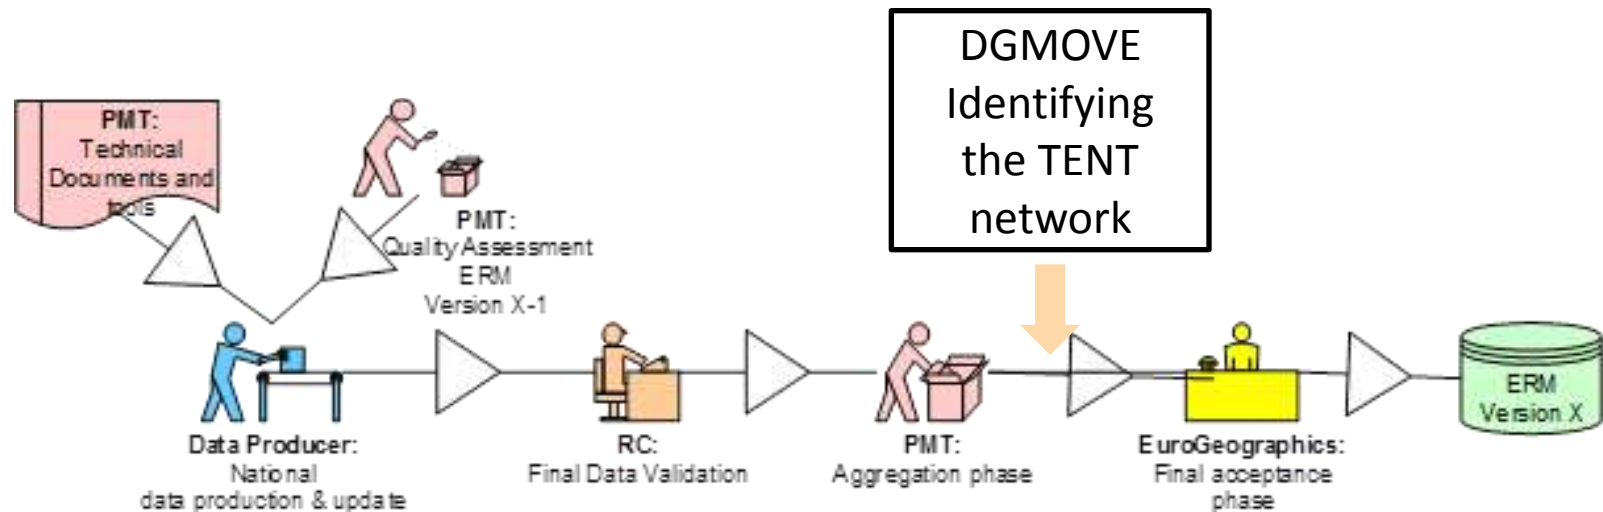 DGMOVE
Identifying
the TENT
network
PMT:
Technical
Documents and
tools
PMT:
Quality Assessment
ERM
Version X-1
Data Producer:
National
data production & update
RC:
Final Data Validation
PMT:
Aggregation phase
EuroGeographics:
Final acceptance
phase
ERM
Version X